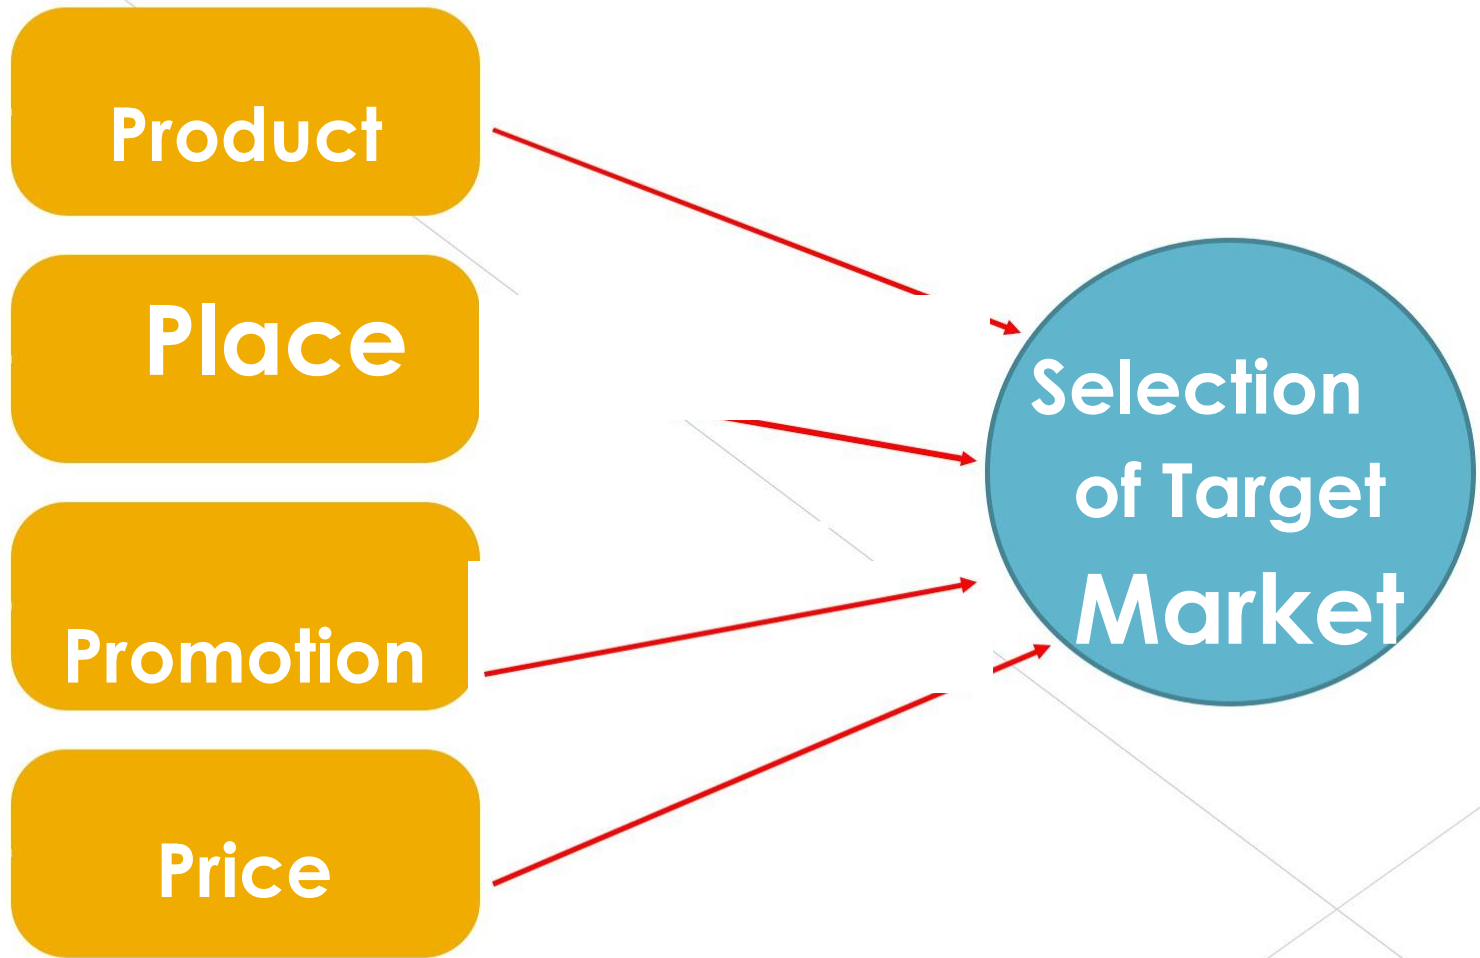 Product
Place
Promotion
Price
Selection
of Target
Market